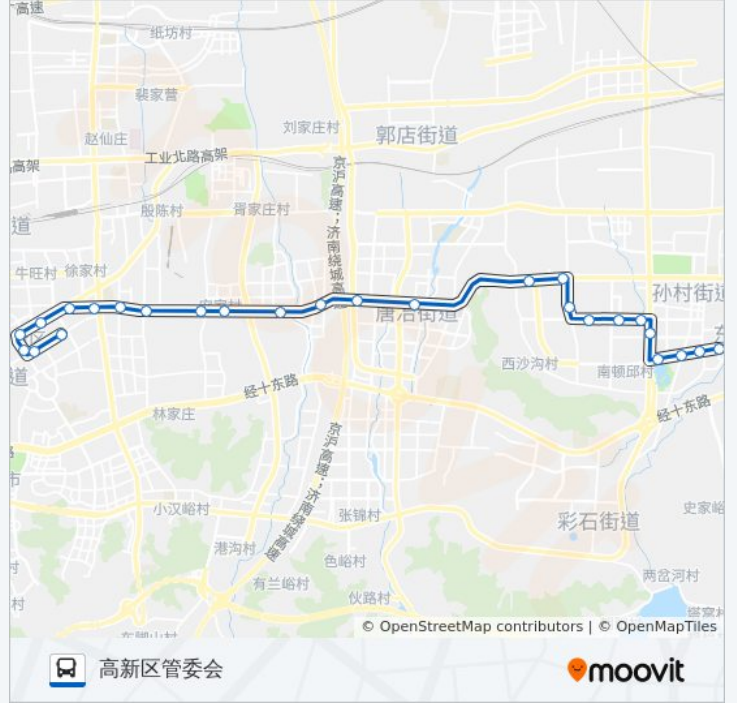 高速
纸坊村
裴家营
刘家庄村
郭店街道
赵仙庄
工业北路高架
高架
京沪高速；济南绕城高速
殷陈村
胥家庄村
道
牛旺村
徐家村
孙村街道
唐冶街道
道
西沙沟村
南顿邱村
经十东路
经十东路
林家庄
市
京沪高速；济南绕城高速
小汉峪村
张锦村
彩石街道
史家峪
港沟村
色峪村
有兰峪村
两岔河村
村
伙路村
村
© OpenStreetMap contributors | © OpenMapTiles
高新区管委会
moovit